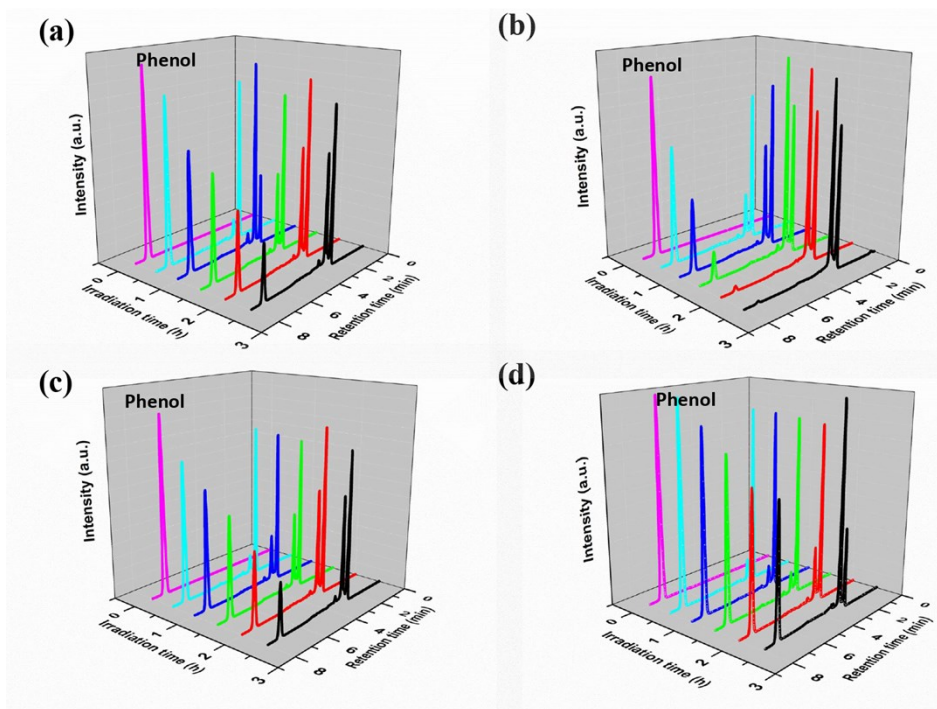 (a)
Phenol
Intensity (a.u.)
0
1
2
3
Irradiation time (h)
8
6
4
2
0
Retention time (min)
(b)
Phenol
Intensity (a.u.)
0
1
2
3
Irradiation time (h)
8
6
4
2
0
Retention time (min)
(c)
Phenol
Intensity (a.u.)
0
1
2
3
Irradiation time (h)
8
6
4
2
0
Retention time (min)
(d)
Phenol
Intensity (a.u.)
0
1
2
3
Irradiation time (h)
8
6
4
2
0
Retention time (min)